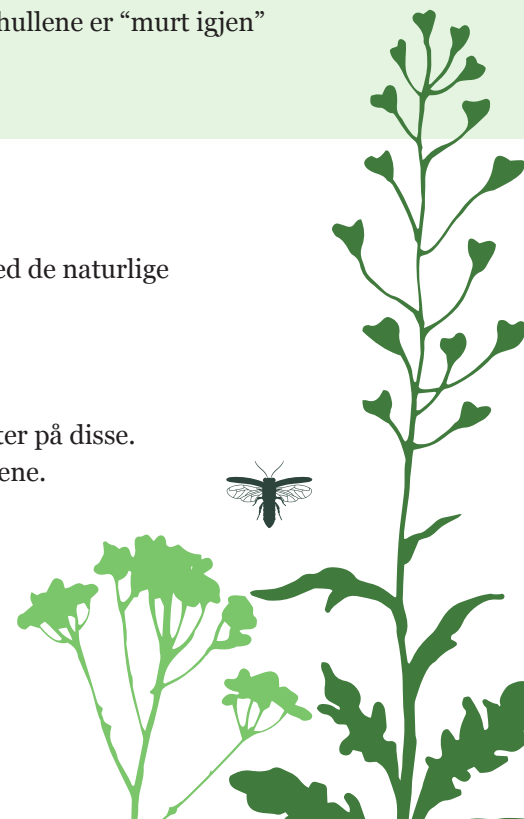 hullene er “murt igjen”
ed de naturlige
ter på disse.
ene.